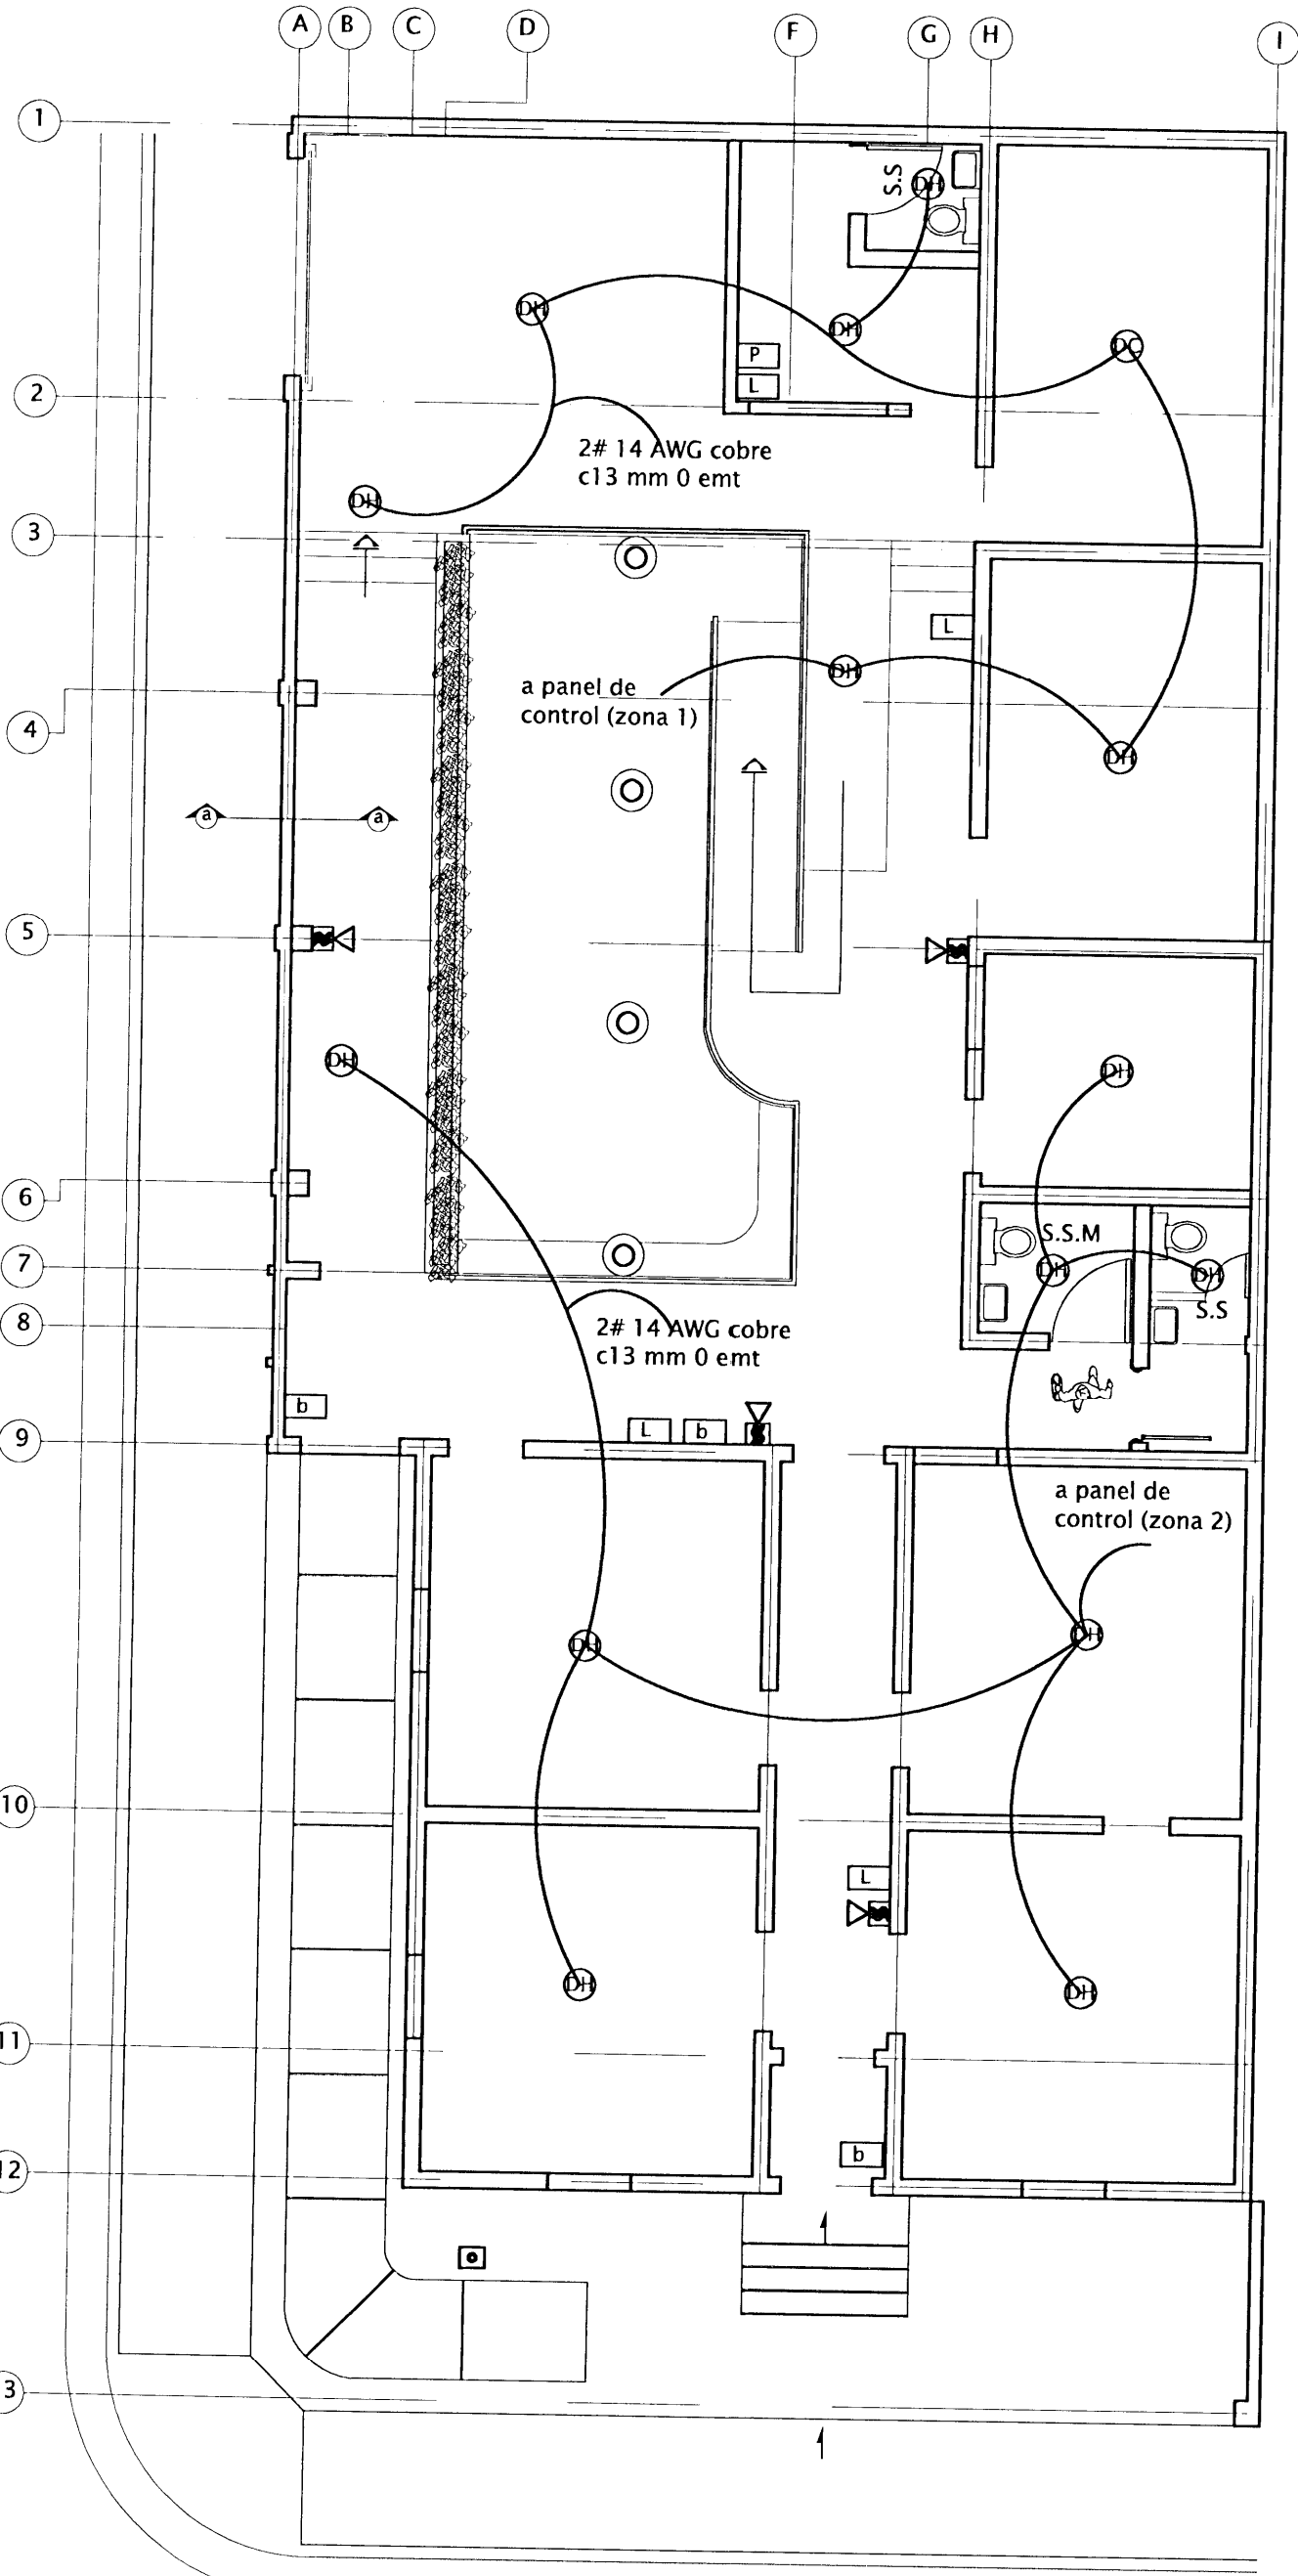 A B C D F G H I
1
S.S
DH
DH
DH
P
DC
2
L
2# 14 AWG cobre
c13 mm 0 emt
DH
3
L
DH
a panel de
control (zona 1)
4
DH
a a
5
DH
DH
6
S.S.M
7
DH
DH
S.S
8
2# 14 AWG cobre
c13 mm 0 emt
b
9
L b
a panel de
control (zona 2)
DH
DH
10
L
DH
DH
11
b
12
3